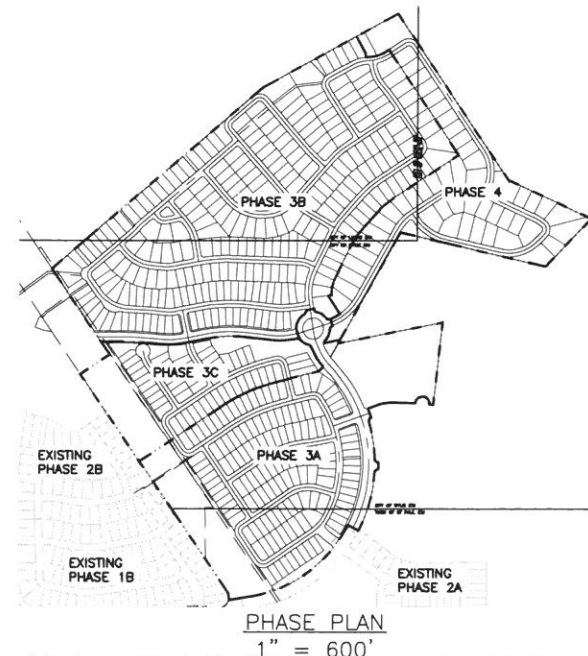 PHASE 3B
PHASE 4
PHASE 3C
PHASE 3A
EXISTING
PHASE 2B
EXISTING
PHASE 1B
EXISTING
PHASE 2A
PHASE PLAN
1" = 600'